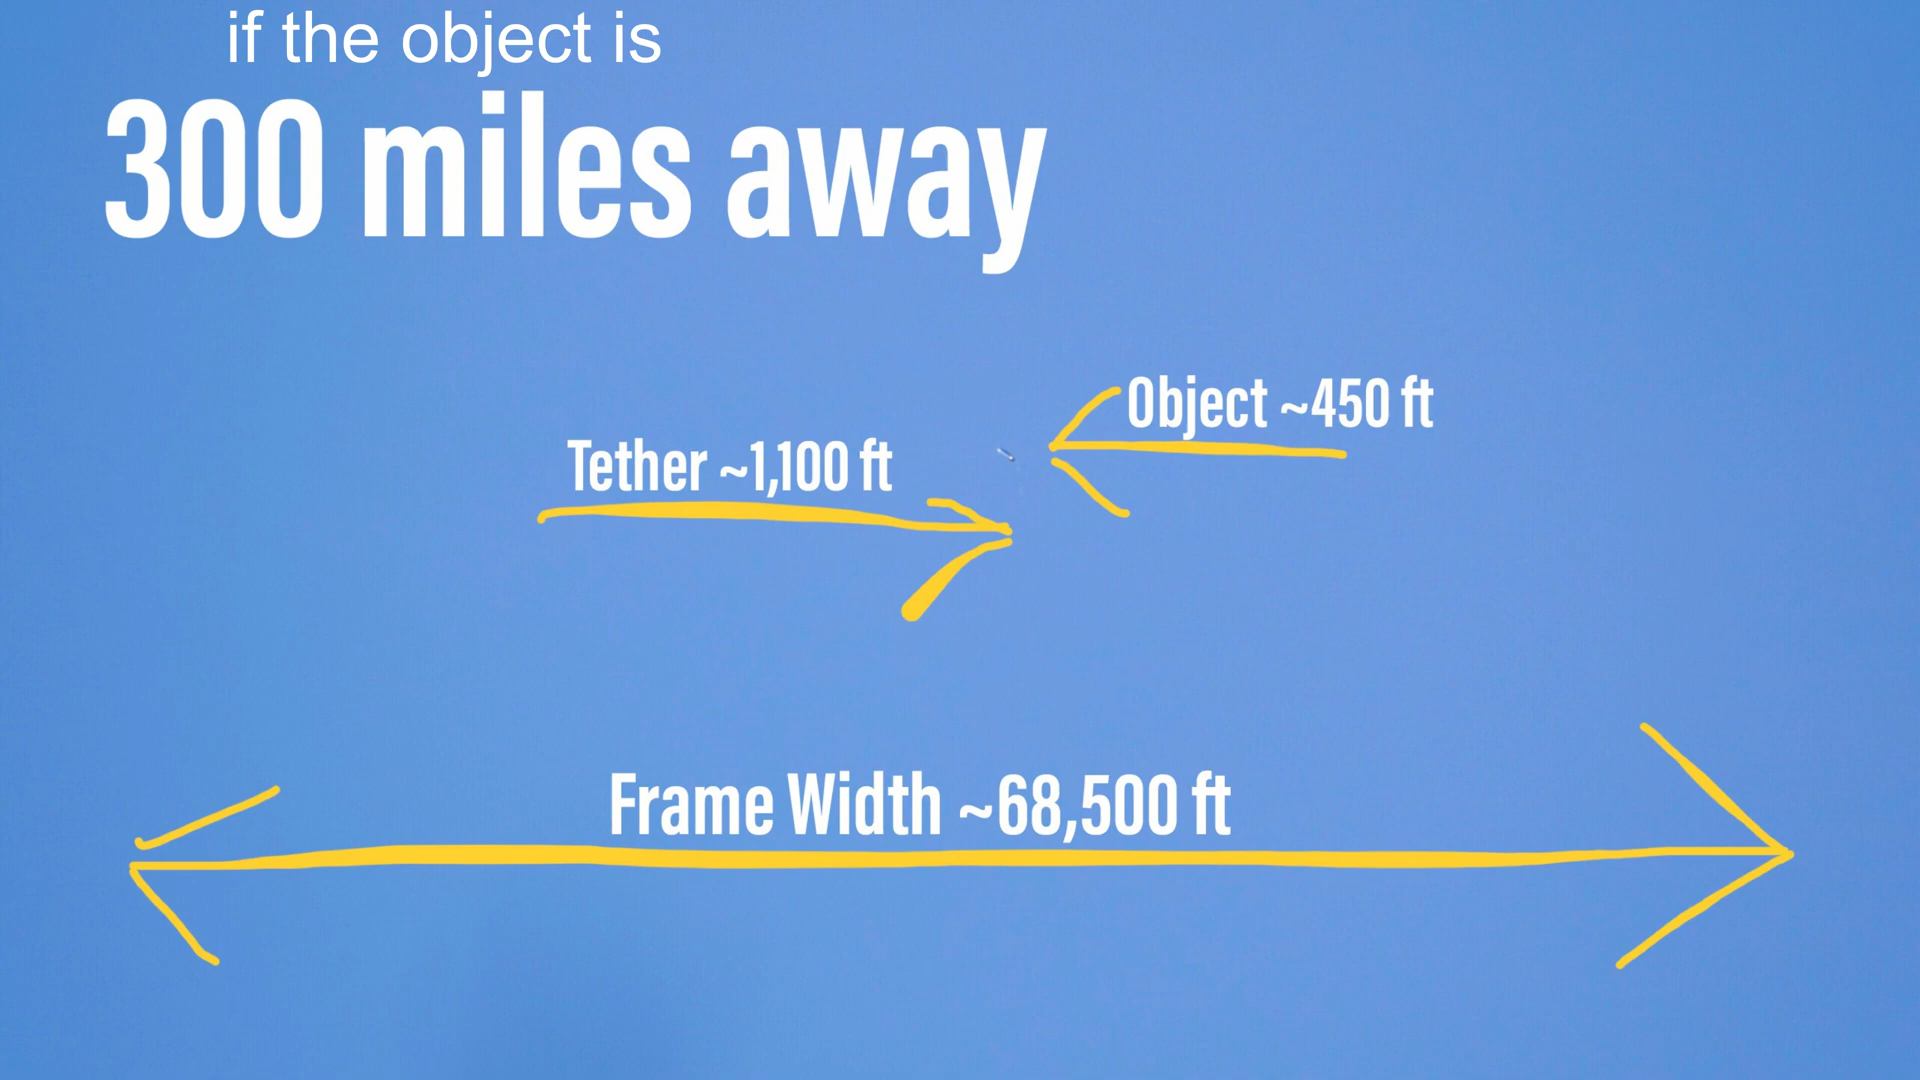 if the object is
300 miles away
Object ~450 ft
Tether ~1,100 ft
Frame Width ~68,500 ft